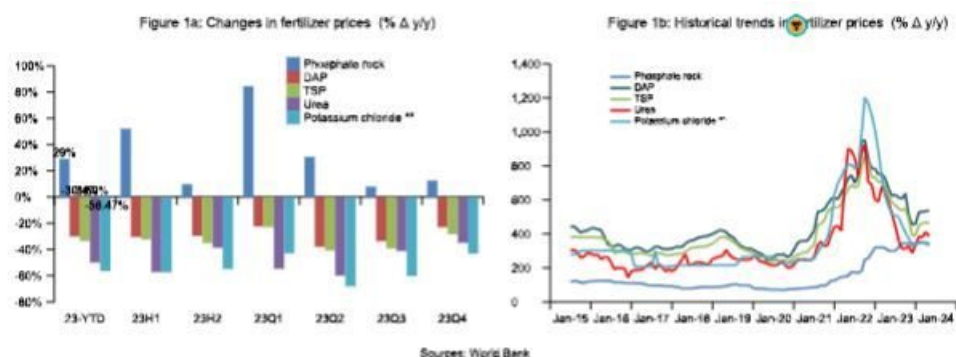 Figure 1a: Changes in fertilizer prices (% Δ y/y)
100%
80%
60%
40%
20%
0%
-20%
-40%
-60%
-80%
Phosphate rock
DAP
TSP
Urea
Potassium chloride **
29%
-56.47%
23-YTD 23H1 23H2 23Q1 23Q2 23Q3 23Q4
Figure 1b: Historical trends in fertilizer prices (% Δ y/y)
1,400
1,200
1,000
800
600
400
200
0
Phosphate rock
DAP
TSP
Urea
Potassium chloride **
Jan-15 Jan-16 Jan-17 Jan-18 Jan-19 Jan-20 Jan-21 Jan-22 Jan-23 Jan-24
Sources: World Bank